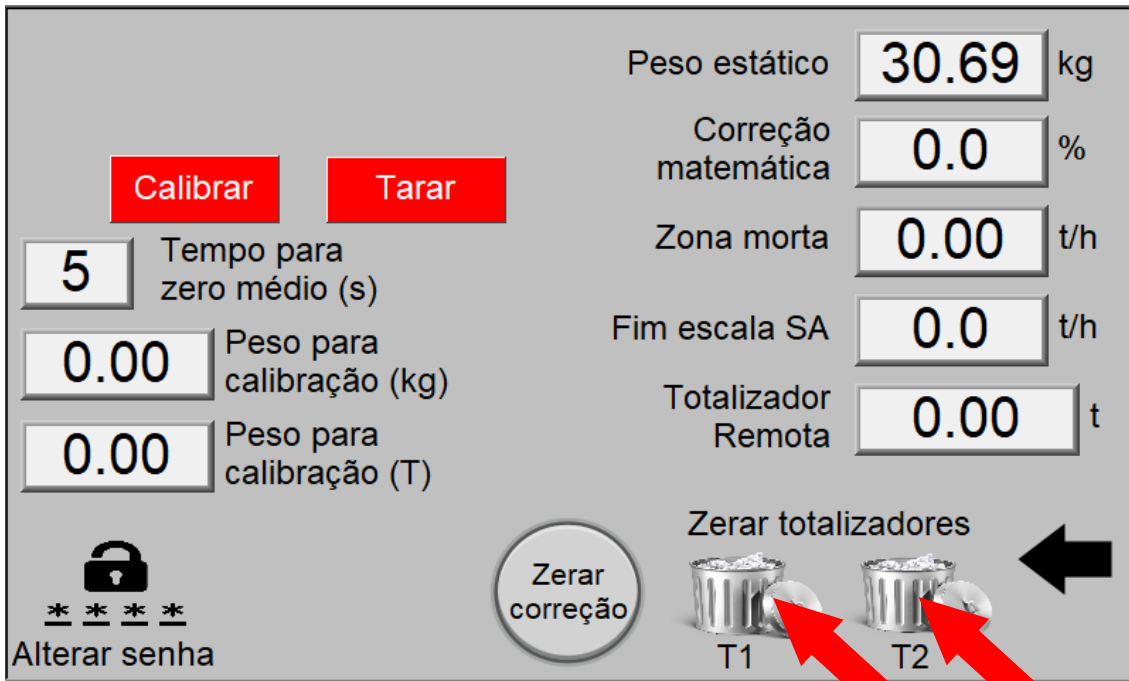 Peso estático 30.69 kg
Correção
matemática 0.0 %
Calibrar Tarar
Zona morta 0.00 t/h
5 Tempo para
zero médio (s)
Fim escala SA 0.0 t/h
0.00 Peso para
calibração (kg)
Totalizador
Remota 0.00 t
0.00 Peso para
calibração (T)
Zerar totalizadores
Zerar
correção
T1 T2
* * * *
Alterar senha